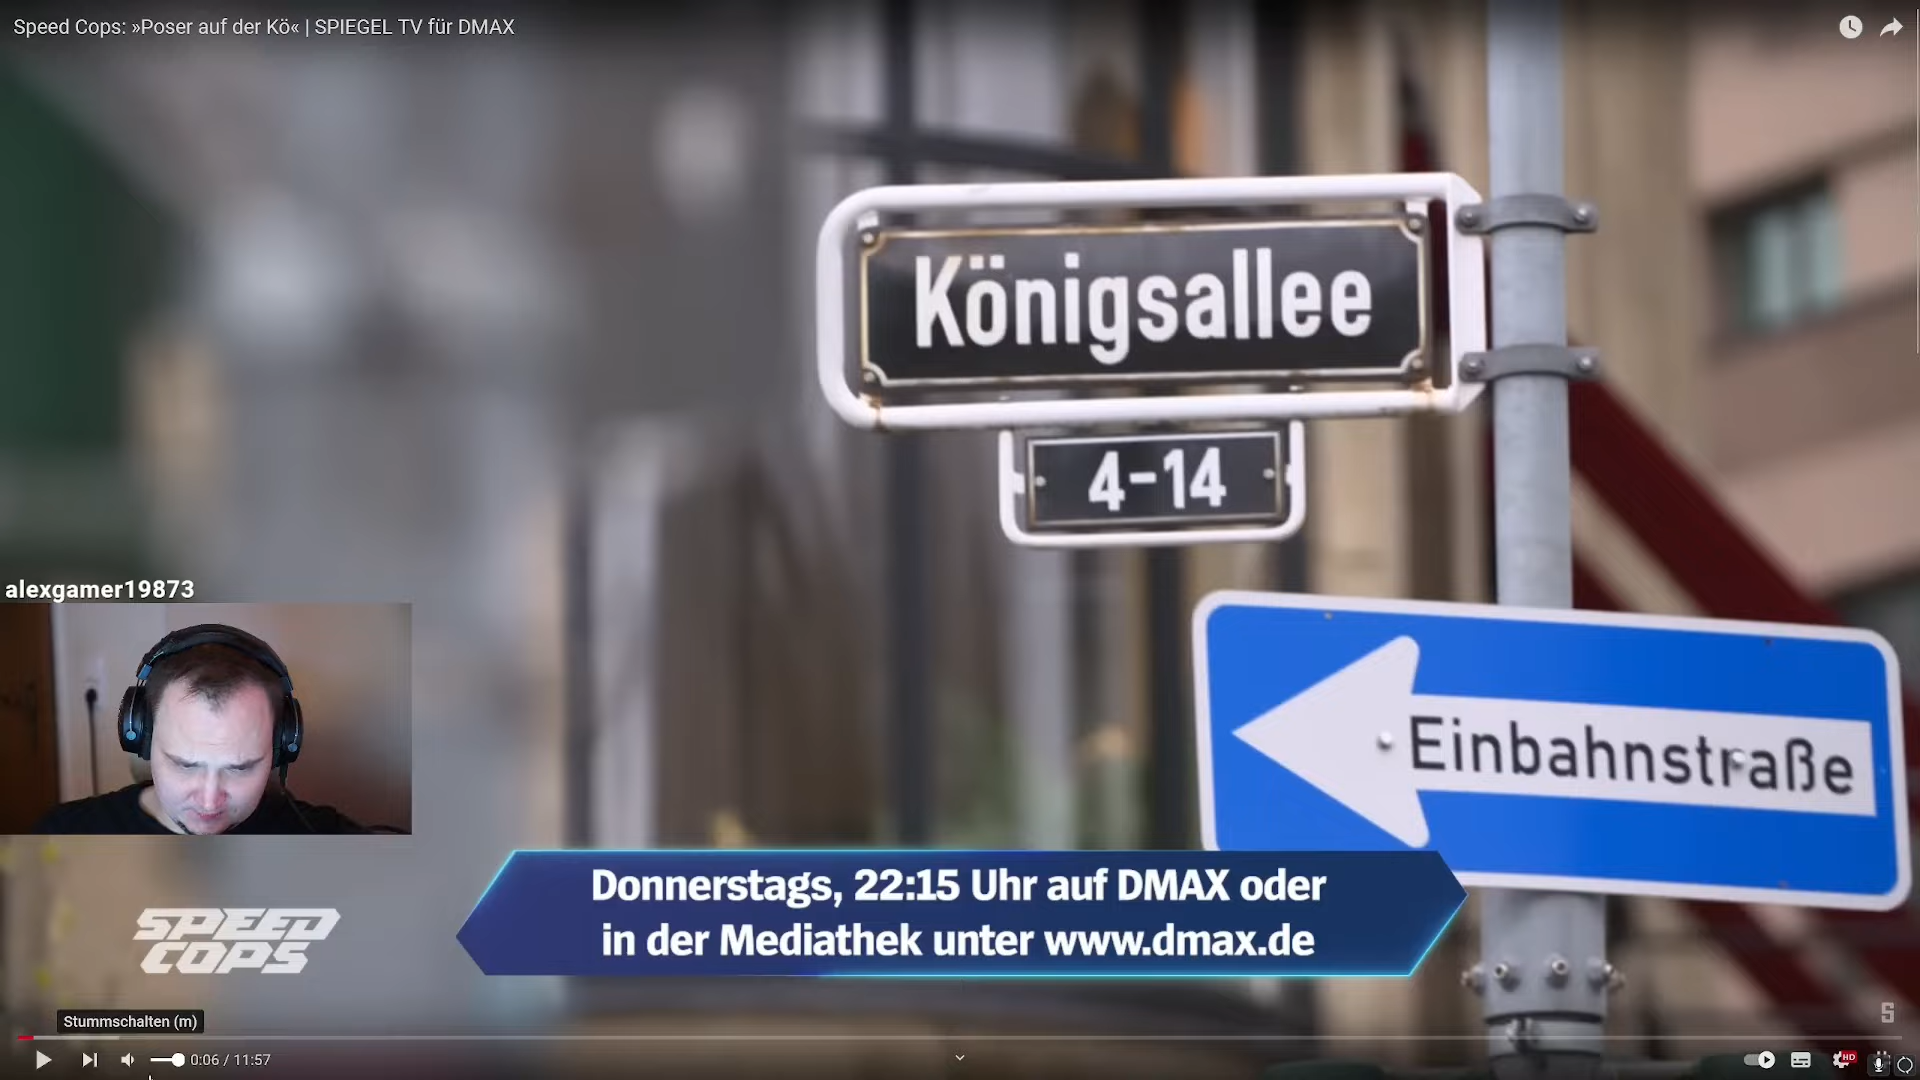 Speed Cops: »Poser auf der Kö« | SPIEGEL TV für DMAX
Königsallee
4-14
alexgamer19873
Einbahnstraße
Donnerstags, 22:15 Uhr auf DMAX oder
in der Mediathek unter www.dmax.de
SPEED
COPS
S
Stummschalten (m)
0:06 / 11:57
HD